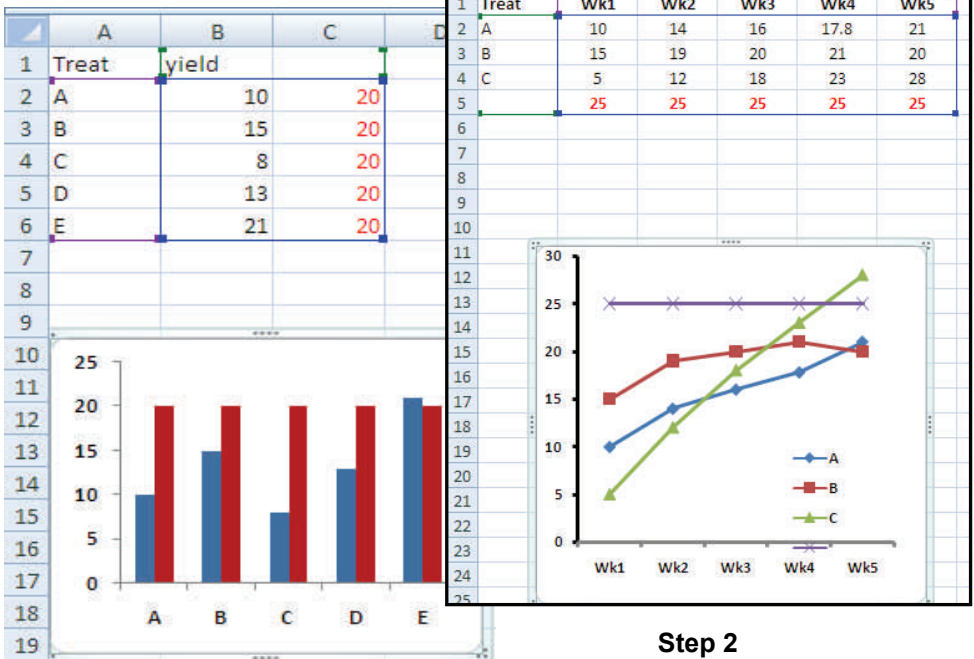 A B C D
1 Treat yield
2 A 10 20
3 B 15 20
4 C 8 20
5 D 13 20
6 E 21 20
7
8
9
10
11
12
13
14
15
16
17
18
19
25
20
15
10
5
0
A B C D E
1 Treat Wk1 Wk2 Wk3 Wk4 Wk5
2 A 10 14 16 17.8 21
3 B 15 19 20 21 20
4 C 5 12 18 23 28
5 25 25 25 25 25
6
7
8
9
10
11
12
13
14
15
16
17
18
19
20
21
22
23
24
25
30
25
20
15
10
5
0
A
B
C
Wk1 Wk2 Wk3 Wk4 Wk5
Step 2